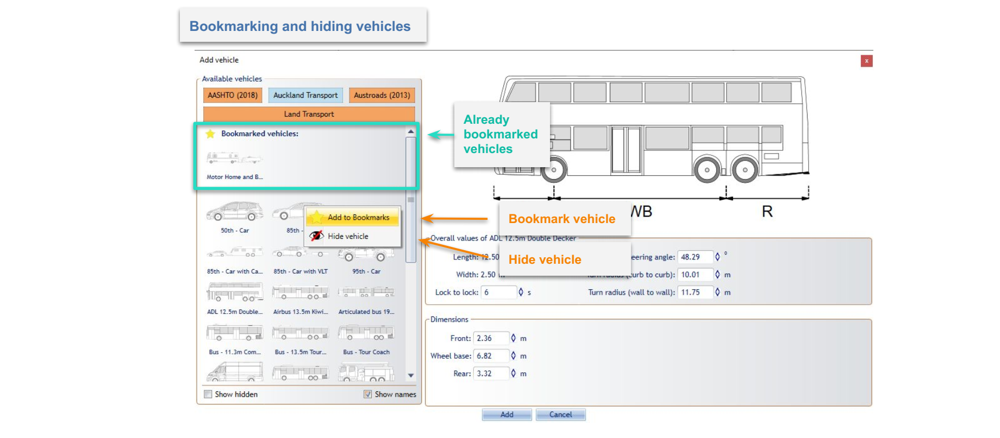 Bookmarking and hiding vehicles
Add vehicle
x
Available vehicles
AASHTO (2018)
Auckland Transport
Austroads (2013)
Land Transport
Bookmarked vehicles:
Motor Home and B...
Already
bookmarked
vehicles
50th - Car
85th -
Add to Bookmarks
Hide vehicle
Bookmark vehicle
Hide vehicle
WB
R
85th - Car with Ca...
85th - Car with VLT
95th - Car
ADL 12.5m Double...
Airbus 13.5m Kiwi...
Articulated bus 19...
Bus - 11.3m Com...
Bus - 13.5m Tour...
Bus - Tour Coach
Show hidden
Show names
Overall values of ADL 12.5m Double Decker
Length: 12.50
eering angle: 48.29 °
Width: 2.50 m
(curb to curb): 10.01 m
Lock to lock: 6 s
Turn radius (wall to wall): 11.75 m
Dimensions
Front: 2.36 m
Wheel base: 6.82 m
Rear: 3.32 m
Add
Cancel